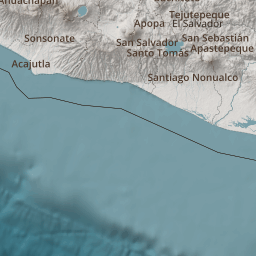 Tejutepeque
Apopa El Salvador
Sonsonate
San Salvador
San Sebastián
Santo Tomás
Apastepeque
Acajutla
Santiago Nonualco